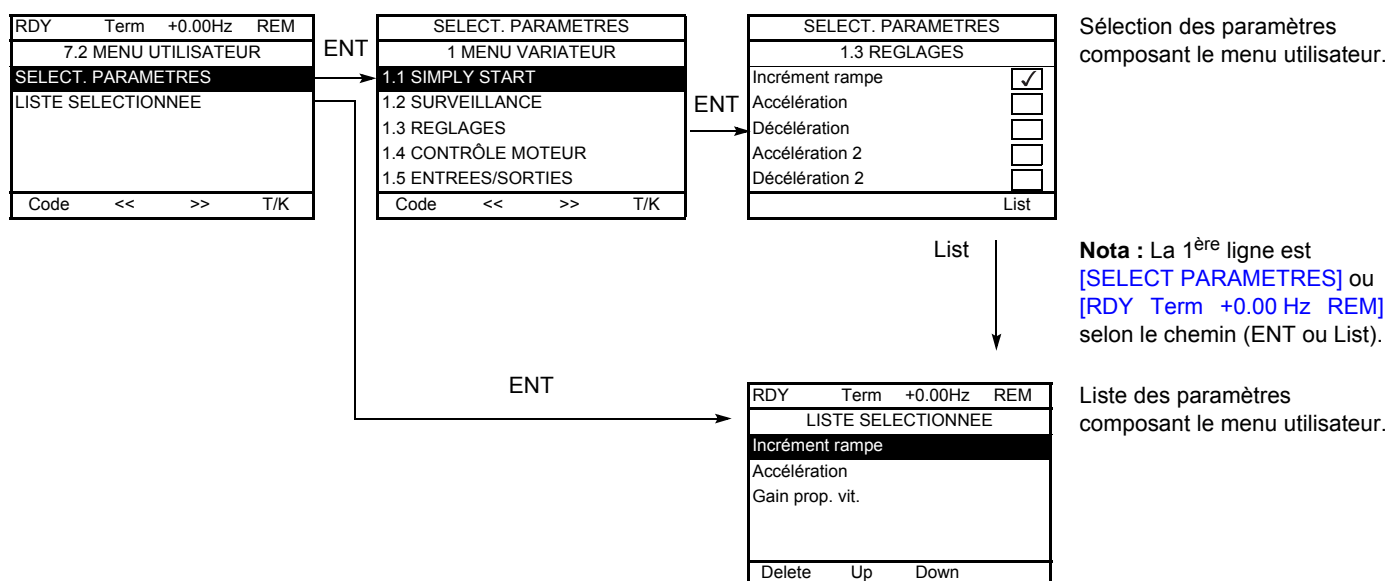 RDY Term +0.00Hz REM
7.2 MENU UTILISATEUR
SELECT. PARAMETRES
LISTE SELECTIONNEE
Code << >> T/K
ENT
SELECT. PARAMETRES
1 MENU VARIATEUR
1.1 SIMPLY START
1.2 SURVEILLANCE
1.3 REGLAGES
1.4 CONTRÔLE MOTEUR
1.5 ENTREES/SORTIES
Code << >> T/K
ENT
SELECT. PARAMETRES
1.3 REGLAGES
Incrément rampe
Accélération
Décélération
Accélération 2
Décélération 2
List
Sélection des paramètres
composant le menu utilisateur.
List
Nota : La 1ère ligne est
[SELECT PARAMETRES] ou
[RDY Term +0.00 Hz REM]
selon le chemin (ENT ou List).
ENT
RDY Term +0.00Hz REM
LISTE SELECTIONNEE
Incrément rampe
Accélération
Gain prop. vit.
Delete Up Down
Liste des paramètres
composant le menu utilisateur.